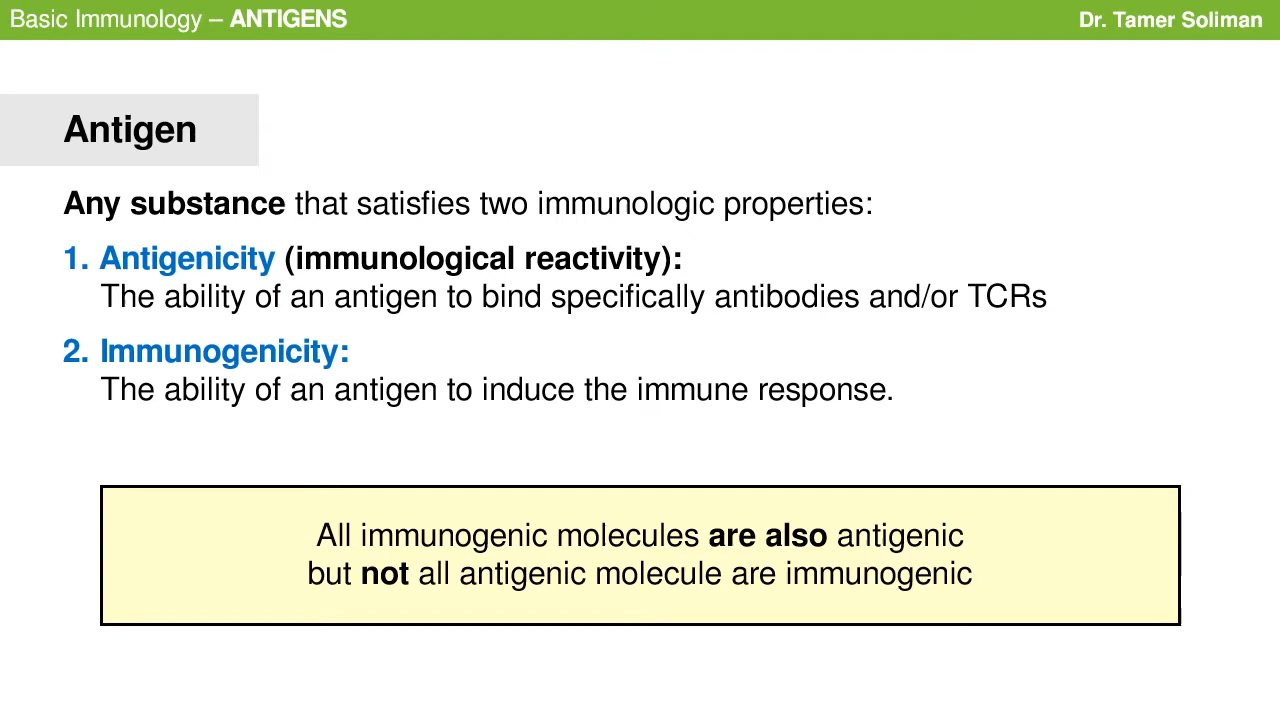 Basic Immunology – ANTIGENS
Dr. Tamer Soliman
Antigen
Any substance that satisfies two immunologic properties:
1. Antigenicity (immunological reactivity):
The ability of an antigen to bind specifically antibodies and/or TCRs
2. Immunogenicity:
The ability of an antigen to induce the immune response.
All immunogenic molecules are also antigenic
but not all antigenic molecule are immunogenic